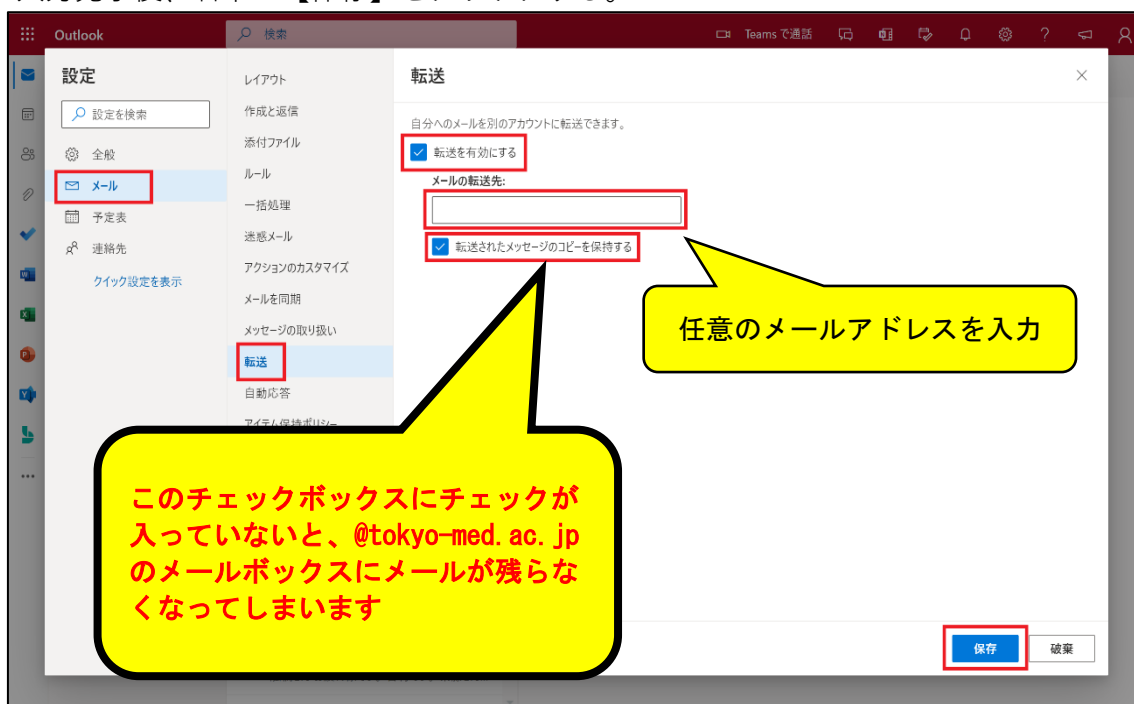 Outlook
検索
Teams で通話
設定
設定を検索
全般
メール
予定表
連絡先
クイック設定を表示
レイアウト
作成と返信
添付ファイル
ルール
一括処理
迷惑メール
アクションのカスタマイズ
メールを同期
メッセージの取り扱い
転送
自動応答
転送
自分へのメールを別のアカウントに転送できます。
転送を有効にする
メールの転送先:
転送されたメッセージのコピーを保持する
任意のメールアドレスを入力
このチェックボックスにチェックが
入っていないと、@tokyo-med.ac.jp
のメールボックスにメールが残らな
くなってしまいます
保存
破棄